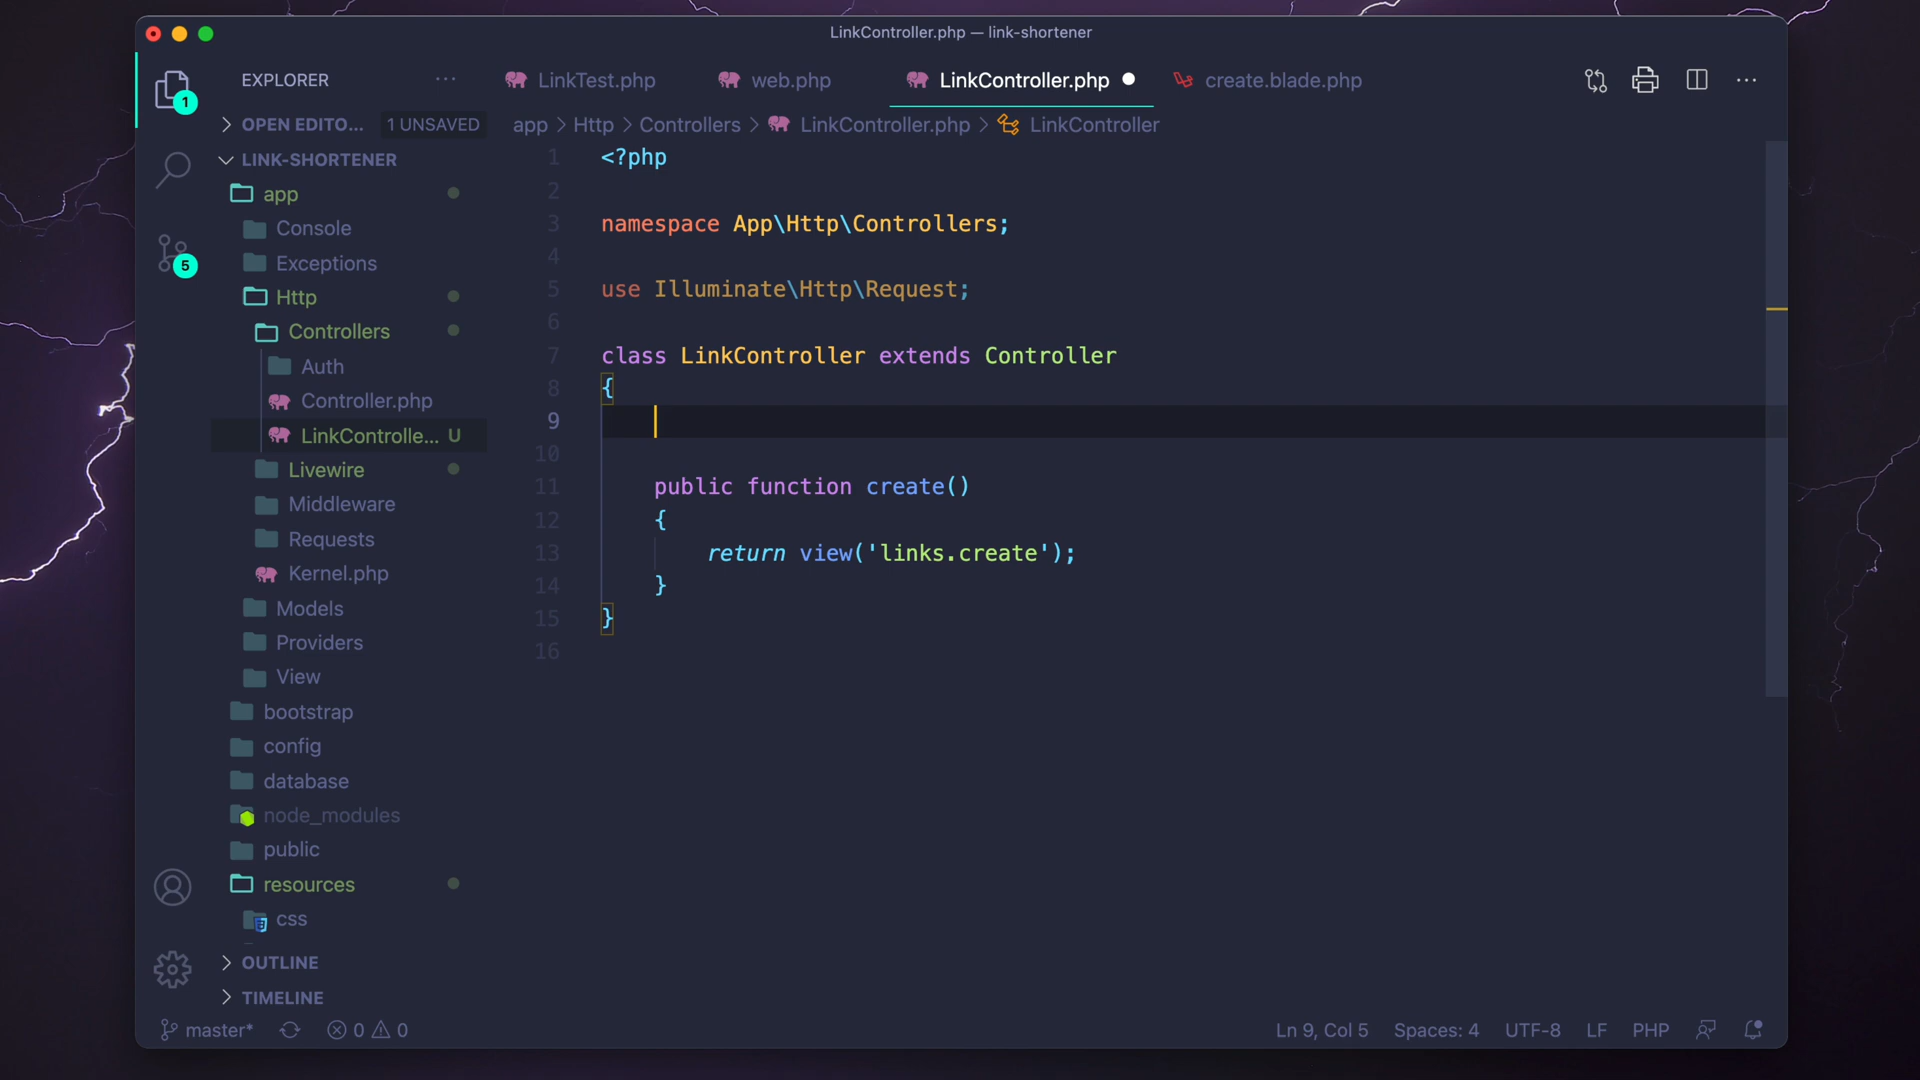 LinkController.php — link-shortener
EXPLORER
1
OPEN EDITO... 1 UNSAVED
LINK-SHORTENER
app
Console
Exceptions
Http
Controllers
Auth
Controller.php
LinkControlle... U
Livewire
Middleware
Requests
Kernel.php
Models
Providers
View
bootstrap
config
database
node_modules
public
resources
css
OUTLINE
TIMELINE
5
LinkTest.php web.php LinkController.php create.blade.php
app > Http > Controllers > LinkController.php > LinkController
1 <?php
2
3 namespace App\Http\Controllers;
4
5 use Illuminate\Http\Request;
6
7 class LinkController extends Controller
8 {
9
10
11 public function create()
12 {
13 return view('links.create');
14 }
15 }
16
master* 0 0 Ln 9, Col 5 Spaces: 4 UTF-8 LF PHP